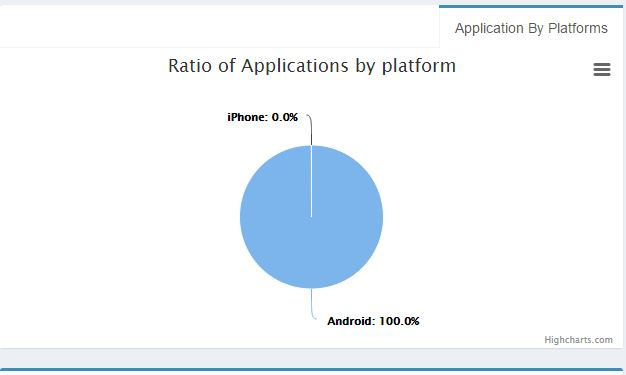 Application By Platforms
Ratio of Applications by platform
iPhone: 0.0%
Android: 100.0%
Highcharts.com